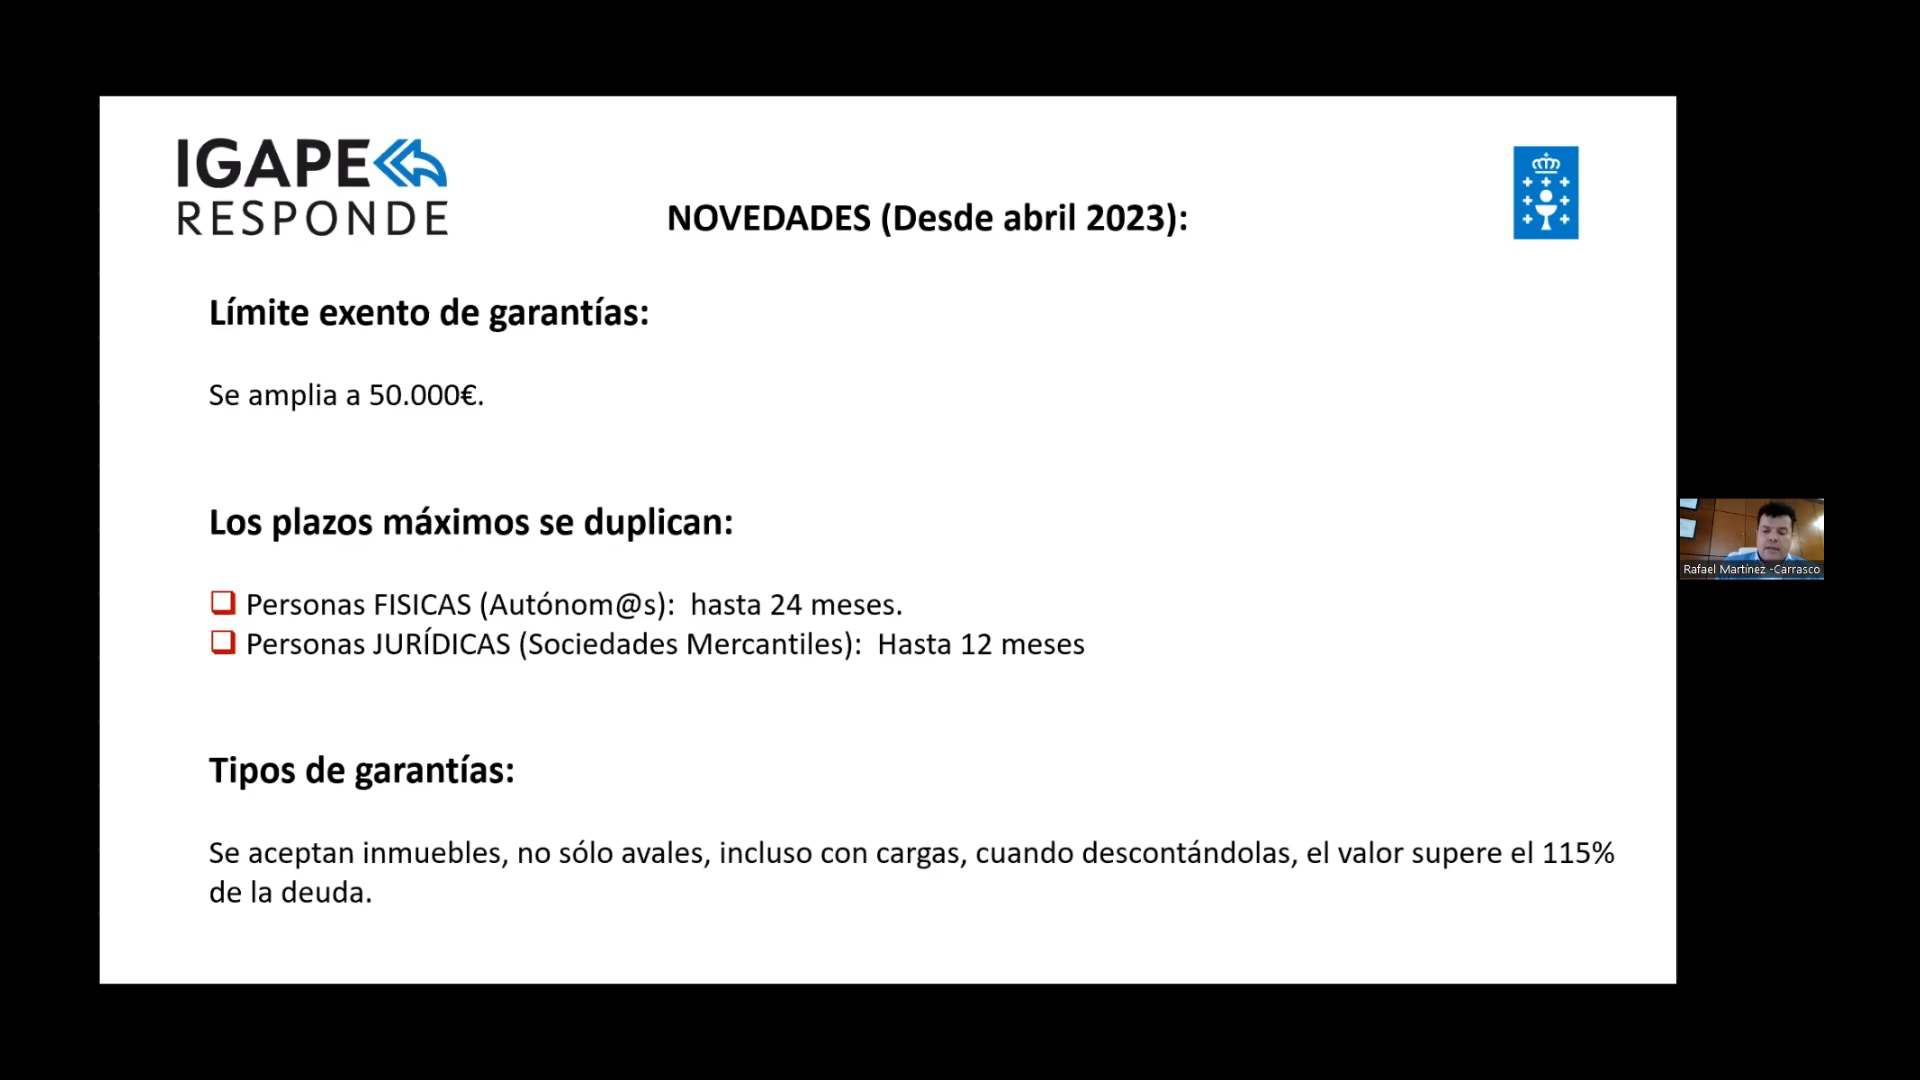 IGAPE
RESPONDE
NOVEDADES (Desde abril 2023):
Límite exento de garantías:
Se amplia a 50.000€.
Los plazos máximos se duplican:
Personas FISICAS (Autónom@s): hasta 24 meses.
Personas JURÍDICAS (Sociedades Mercantiles): Hasta 12 meses
Rafael Martínez -Carrasco
Tipos de garantías:
Se aceptan inmuebles, no sólo avales, incluso con cargas, cuando descontándolas, el valor supere el 115%
de la deuda.